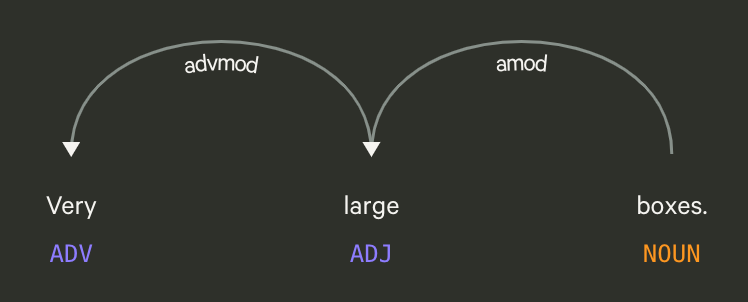 advmod amod
Very large boxes.
ADV ADJ NOUN